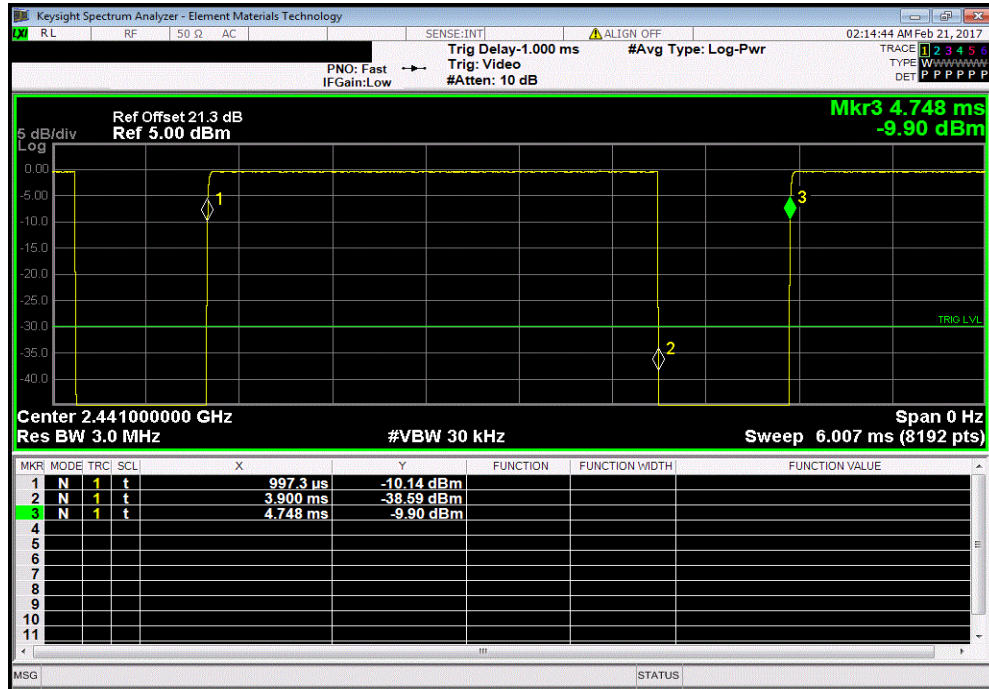 Keysight Spectrum Analyzer - Element Materials Technology
LXI RL RF 50 Ω AC SENSE:INT ALIGN OFF 02:14:44 AM Feb 21, 2017
Trig Delay-1.000 ms #Avg Type: Log-Pwr TRACE 1 2 3 4 5 6
PNO: Fast Trig: Video TYPE WWWWWW
IFGain:Low #Atten: 10 dB DET P P P P P P
Mkr3 4.748 ms
-9.90 dBm
Ref Offset 21.3 dB
5 dB/div Ref 5.00 dBm
Log
0.00
-5.00
1
3
-10.0
-15.0
-20.0
-25.0
-30.0
TRIG LVL
-35.0
2
-40.0
Center 2.441000000 GHz Span 0 Hz
Res BW 3.0 MHz #VBW 30 kHz Sweep 6.007 ms (8192 pts)
MKR MODE TRC SCL X Y FUNCTION FUNCTION WIDTH FUNCTION VALUE
1 N 1 t 997.3 µs -10.14 dBm
2 N 1 t 3.900 ms -38.59 dBm
3 N 1 t 4.748 ms -9.90 dBm
4
5
6
7
8
9
10
11
MSG STATUS